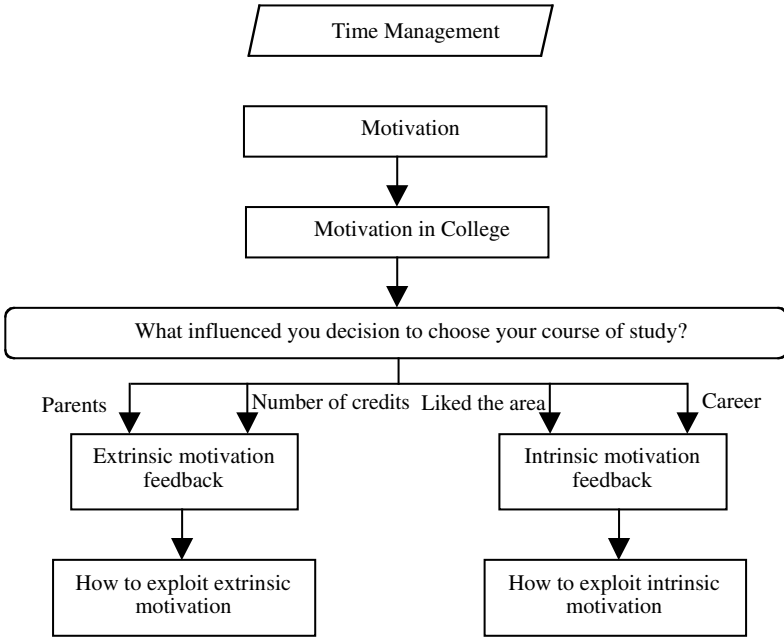 Time Management
Motivation
Motivation in College
What influenced you decision to choose your course of study?
Parents
Number of credits
Liked the area
Career
Extrinsic motivation
feedback
Intrinsic motivation
feedback
How to exploit extrinsic
motivation
How to exploit intrinsic
motivation